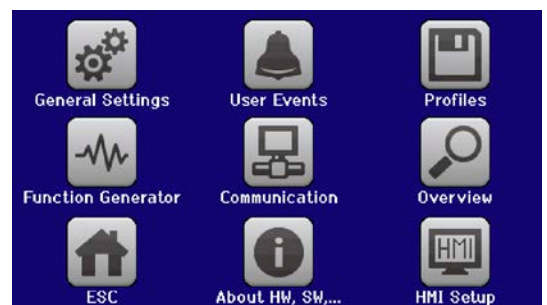 General Settings
User Events
Profiles
Function Generator
Communication
Overview
HMI
ESC
About HW, SW,...
HMI Setup